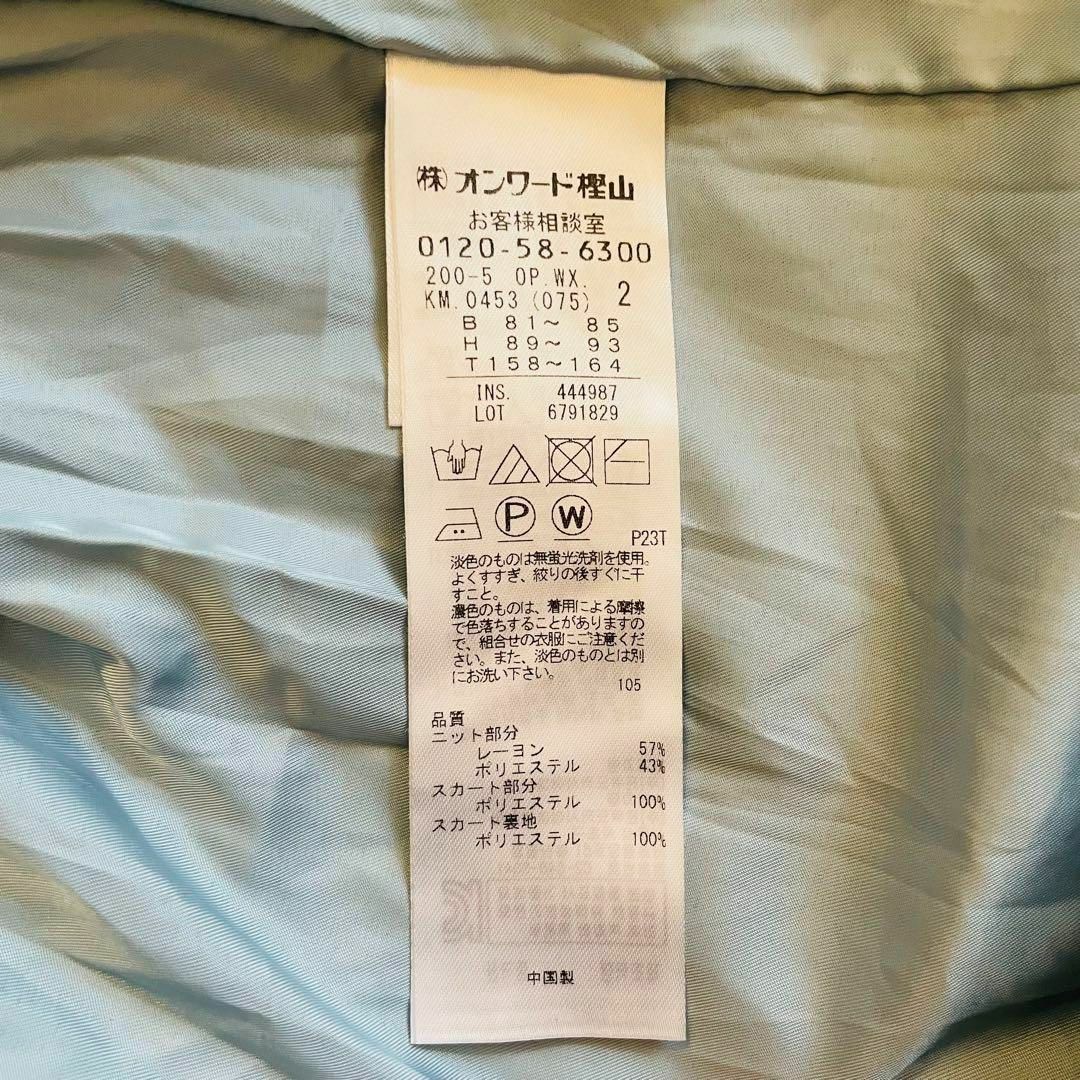 ㈱オンワード樫山
お客様相談室
0120-58-6300
200-5 OP.WX.
KM.0453(075) 2
B 81～ 85
H 89～ 93
T158～164
INS. 444987
LOT 6791829
P W
P23T
淡色のものは無蛍光洗剤を使用。
よくすすぎ、絞りの後すぐに干
すこと。
濃色のものは、着用による摩擦
で色落ちすることがありますの
で、組合せの衣服にご注意くだ
さい。また、淡色のものとは別
にお洗い下さい。
105
品質
ニット部分
レーヨン 57%
ポリエステル 43%
スカート部分
ポリエステル 100%
スカート裏地
ポリエステル 100%
中国製